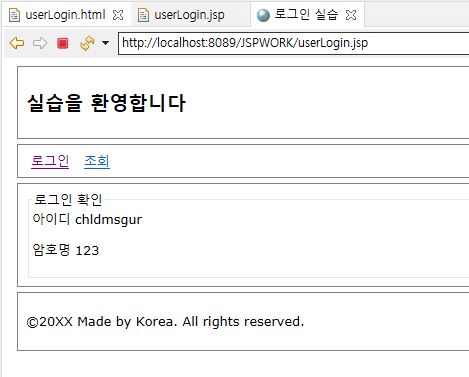 userLogin.html userLogin.jsp 로그인 실습
http://localhost:8089/JSPWORK/userLogin.jsp
실습을 환영합니다
로그인 조회
로그인 확인
아이디 chldmsgur
암호명 123
©20XX Made by Korea. All rights reserved.